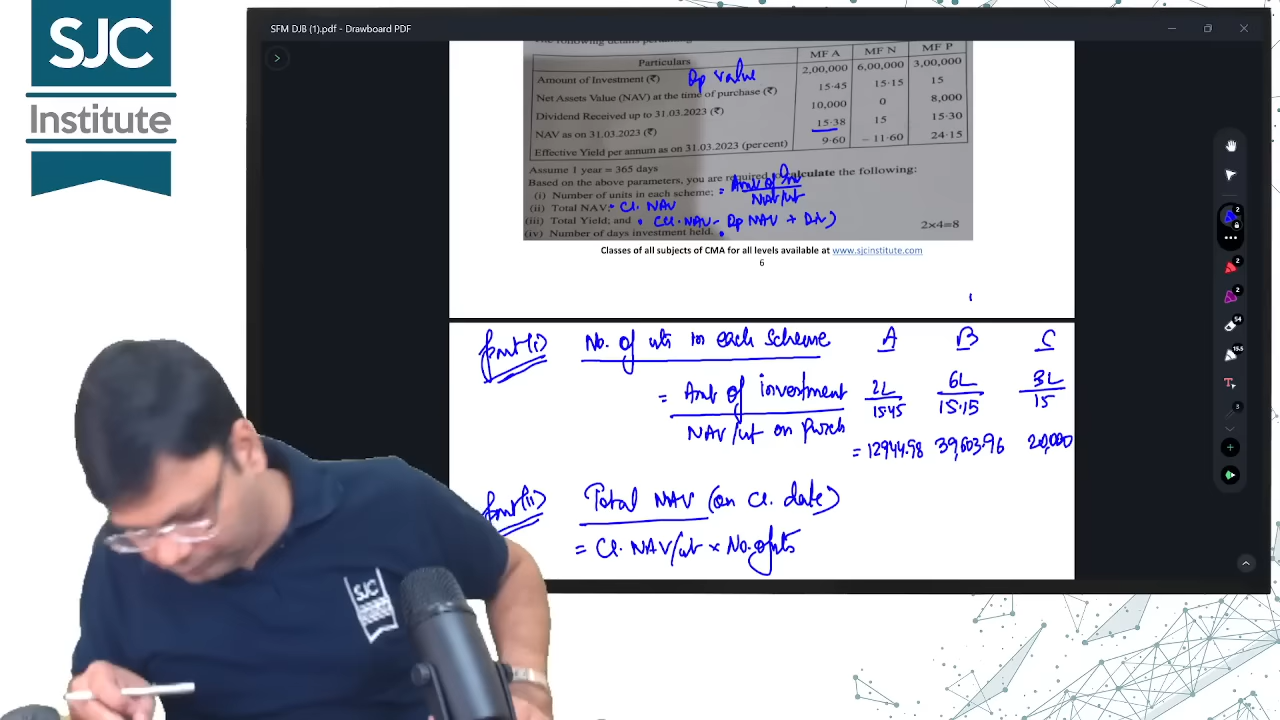 SJC
Institute
SFM DJB (1).pdf - Drawboard PDF
Particulars MF A MF N MF P
Amount of Investment (₹) Op value 2,00,000 6,00,000 3,00,000
Net Assets Value (NAV) at the time of purchase (₹) 15·45 15·15 15
Dividend Received up to 31.03.2023 (₹) 10,000 0 8,000
NAV as on 31.03.2023 (₹) 15·38 15 15·30
Effective Yield per annum as on 31.03.2023 (percent) 9·60 – 11·60 24·15
Assume 1 year = 365 days
Based on the above parameters, you are required to calculate the following:
(i) Number of units in each scheme; = Amt of Inv
NAV/ut
(ii) Total NAV; Cl. NAV
(iii) Total Yield; and Cl. NAV - Op NAV + Div)
(iv) Number of days investment held. 2×4=8
Classes of all subjects of CMA for all levels available at www.sjcinstitute.com
6
part(i) No. of uts in each scheme A B C
= Amt of investment 2L 6L 3L
NAV/ut on purch 15.45 15.15 15
= 12944.98 39,603.96 20,000
part(ii) Total NAV (on cl. date)
= Cl. NAV/ut × No. of uts
SJC